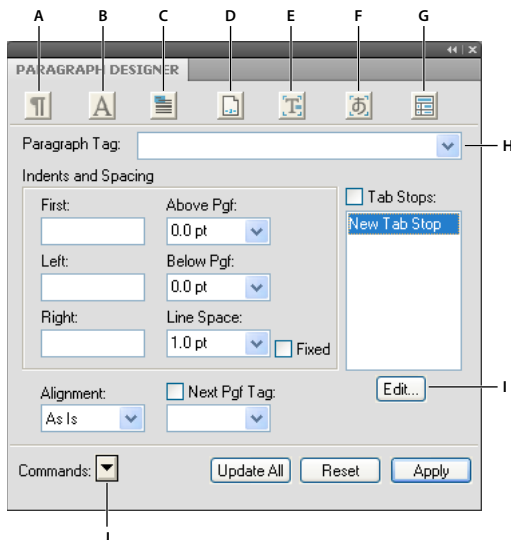 A B C D E F G
PARAGRAPH DESIGNER
Paragraph Tag:
H
Indents and Spacing
First:
Above Pgf:
0.0 pt
Tab Stops:
New Tab Stop
Left:
Below Pgf:
0.0 pt
Right:
Line Space:
1.0 pt
Fixed
Edit...
I
Alignment:
As Is
Next Pgf Tag:
Commands:
Update All
Reset
Apply